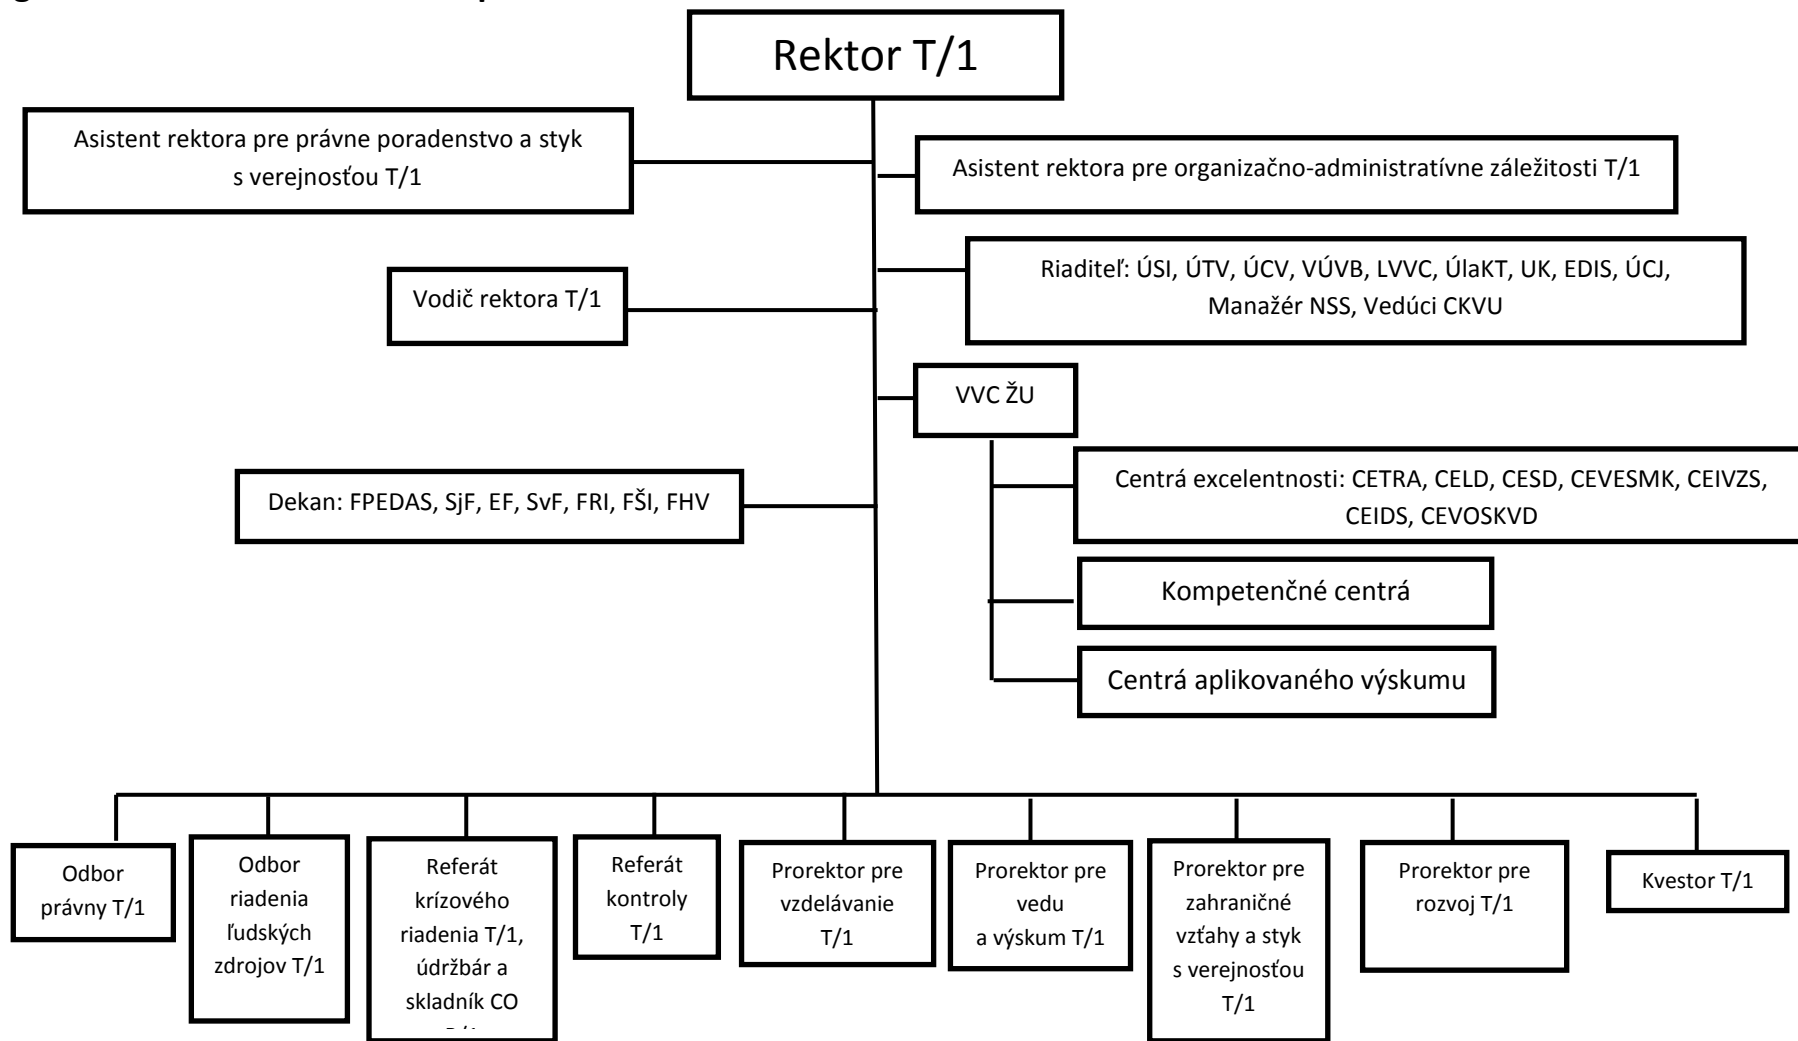 Rektor T/1
Asistent rektora pre právne poradenstvo a styk
s verejnosťou T/1
Asistent rektora pre organizačno-administratívne záležitosti T/1
Riaditeľ: ÚSI, ÚTV, ÚCV, VÚVB, LVVC, ÚlaKT, UK, EDIS, ÚCJ,
Manažér NSS, Vedúci CKVU
Vodič rektora T/1
VVC ŽU
Centrá excelentnosti: CETRA, CELD, CESD, CEVESMK, CEIVZS,
CEIDS, CEVOSKVD
Dekan: FPEDAS, SjF, EF, SvF, FRI, FŠI, FHV
Kompetenčné centrá
Centrá aplikovaného výskumu
Odbor
právny T/1
Odbor
riadenia
ľudských
zdrojov T/1
Referát
krízového
riadenia T/1,
údržbár a
skladník CO
Referát
kontroly
T/1
Prorektor pre
vzdelávanie
T/1
Prorektor pre
vedu
a výskum T/1
Prorektor pre
zahraničné
vzťahy a styk
s verejnosťou
T/1
Prorektor pre
rozvoj T/1
Kvestor T/1